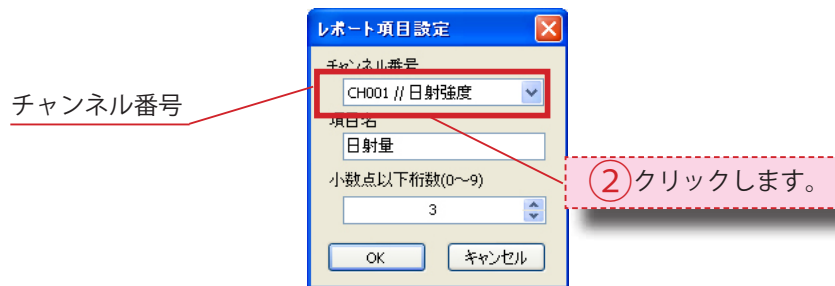 レポート項目設定
チャンネル番号
CH001 // 日射強度
チャンネル番号
項目名
日射量
②クリックします。
小数点以下桁数(0～9)
3
OK
キャンセル